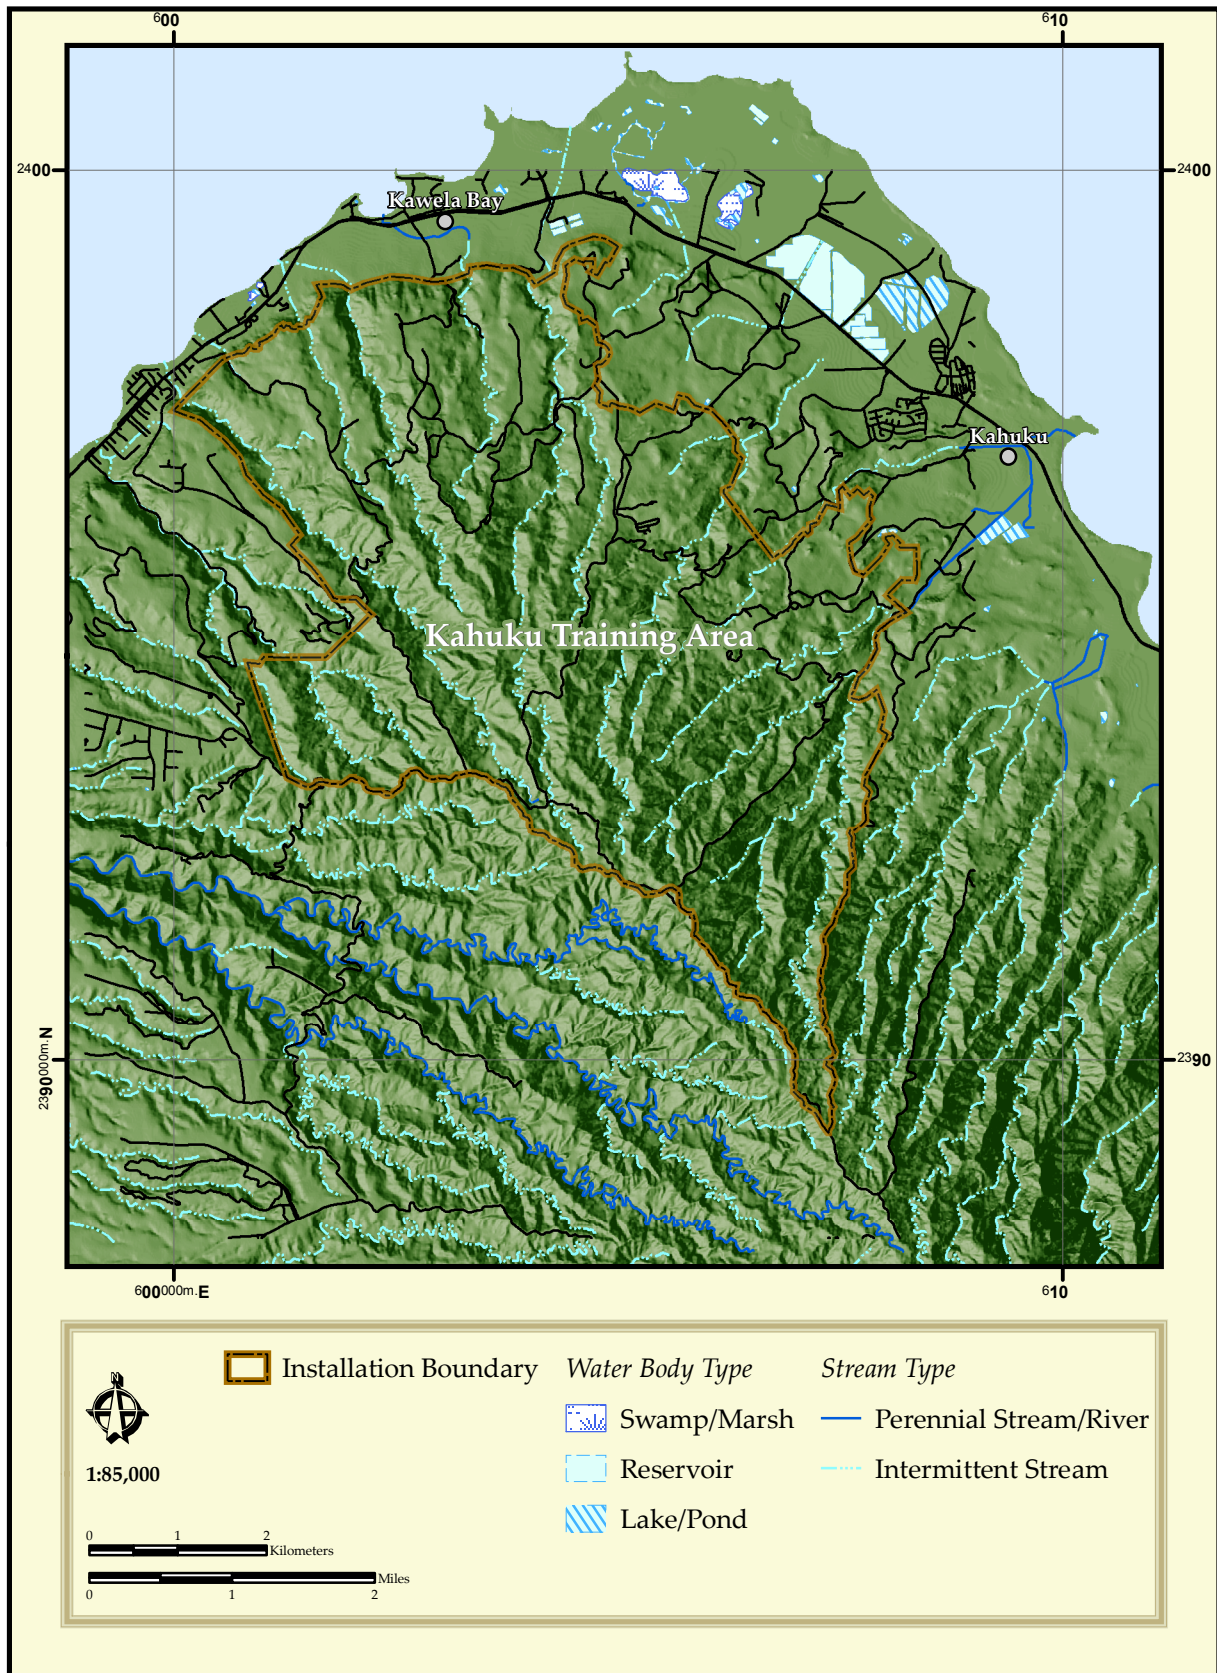 600 610
2400 2400
Kawela Bay
Kahuku
Kahuku Training Area
2390000m.N 2390
600000m.E 610
N
Installation Boundary
Water Body Type
Stream Type
Swamp/Marsh
Perennial Stream/River
Reservoir
Intermittent Stream
1:85,000
Lake/Pond
0 1 2
Kilometers
Miles
0 1 2